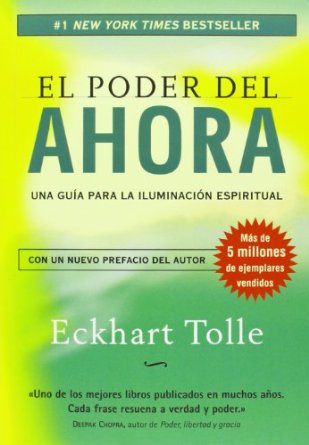 #1 NEW YORK TIMES BESTSELLER
EL PODER DEL
AHORA
UNA GUÍA PARA LA ILUMINACIÓN ESPIRITUAL
CON UN NUEVO PREFACIO DEL AUTOR
Más de
5 millones
de ejemplares
vendidos
Eckhart Tolle
«Uno de los mejores libros publicados en muchos años.
Cada frase resuena a verdad y poder.»
DEEPAK CHOPRA, autor de Poder, libertad y gracia